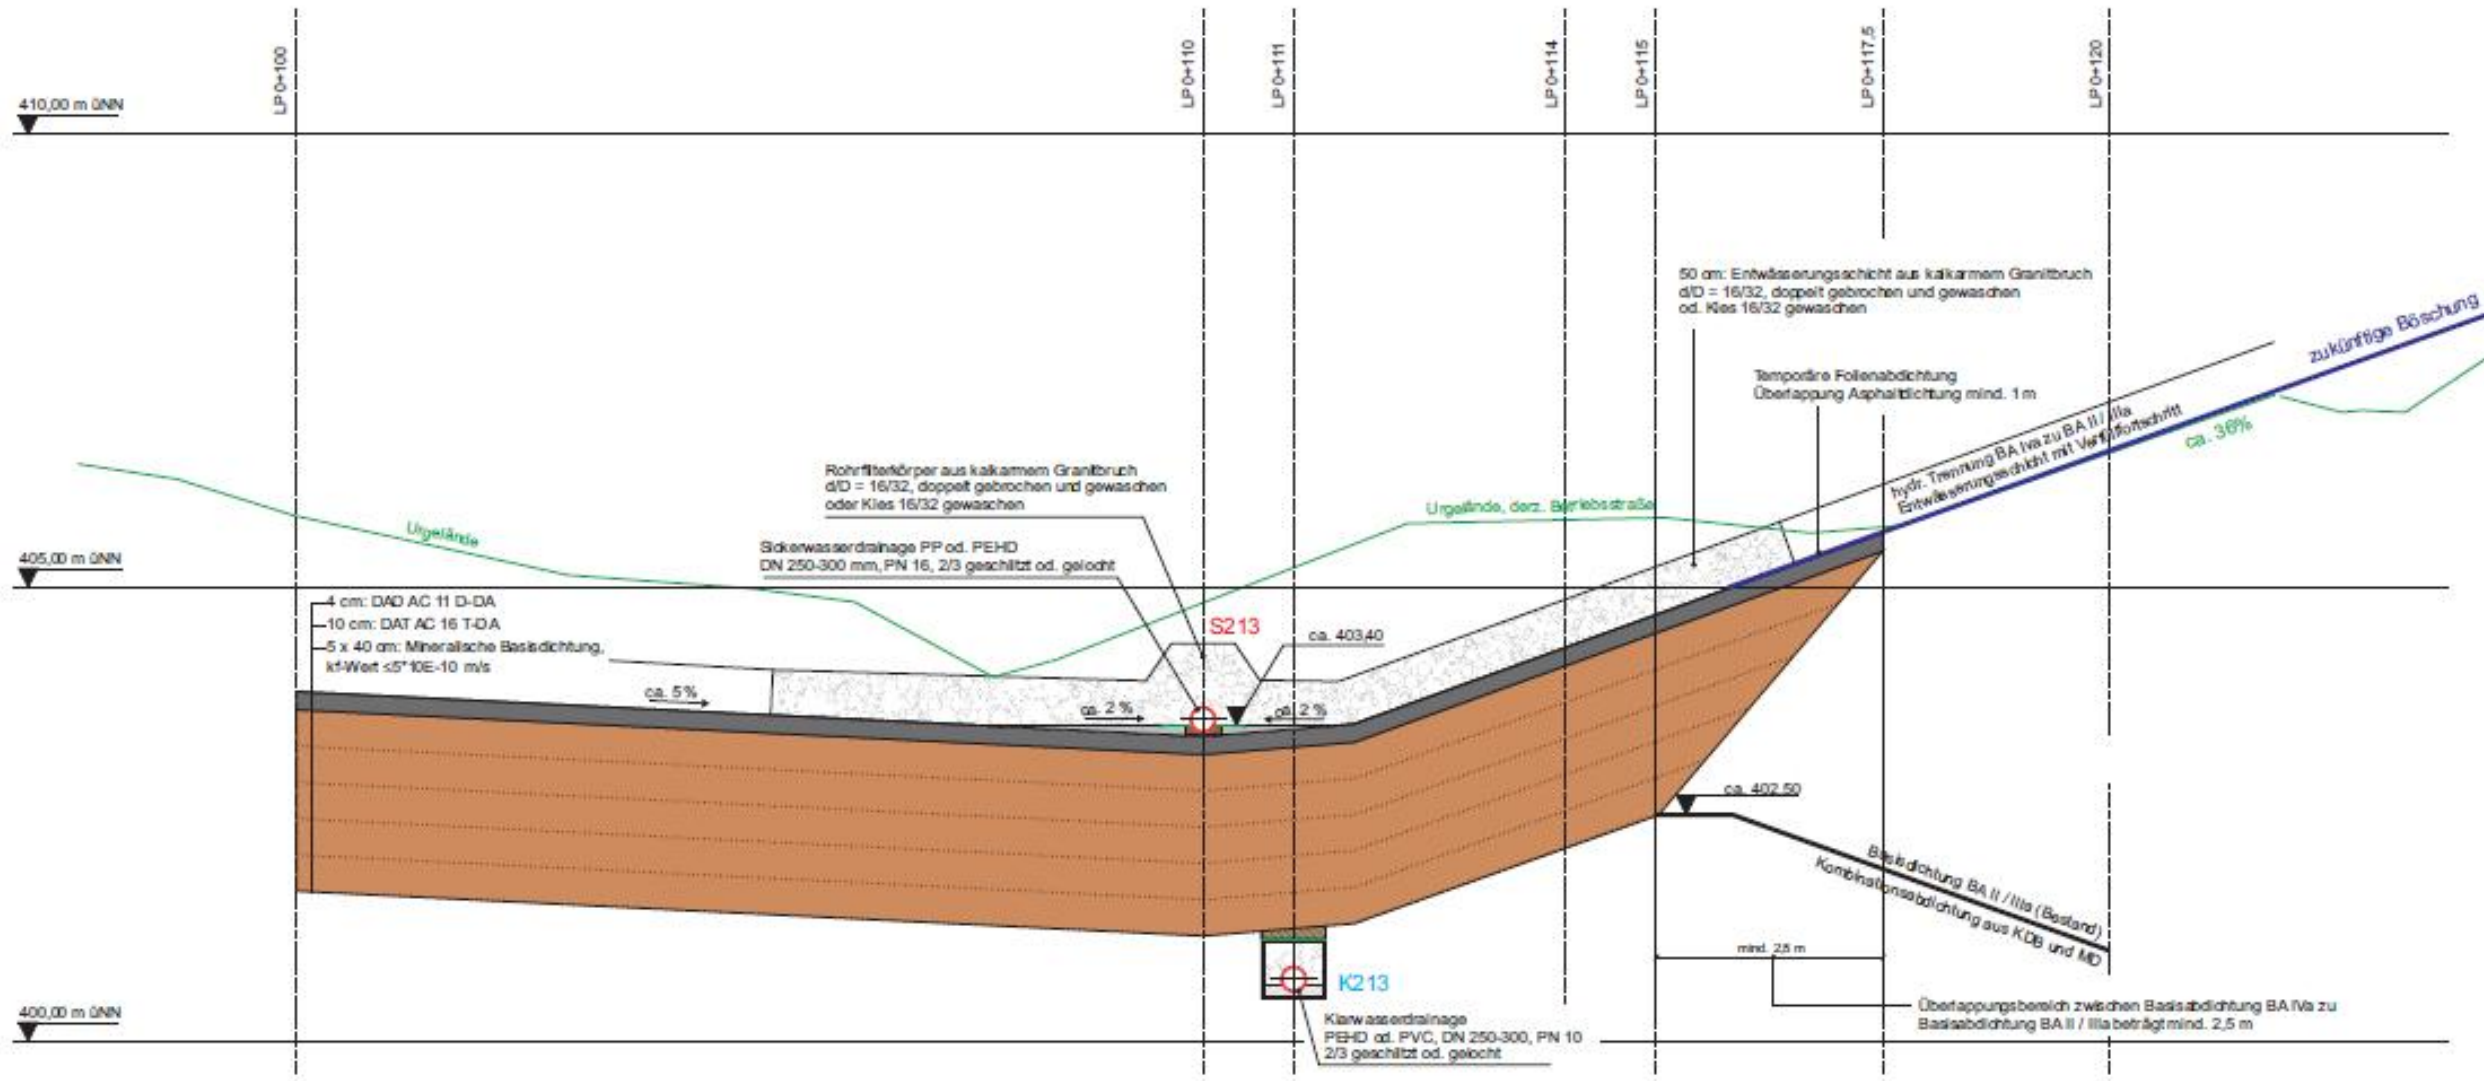 LP 0+100
LP 0+110
LP 0+111
LP 0+114
LP 0+115
LP 0+117,5
LP 0+120
410,00 m üNN
50 cm: Entwässerungsschicht aus kalkarmem Granitbruch
d/D = 16/32, doppelt gebrochen und gewaschen
od. Kies 16/32 gewaschen
zukünftige Böschung
Temporäre Folienabdichtung
Überlappung Asphaltdichtung mind. 1 m
hydr. Trennung BA Iva zu BA II / IIIa
Entwässerungsschicht mit Verfüllfortschritt
ca. 36%
Rohrfilterkörper aus kalkarmem Granitbruch
d/D = 16/32, doppelt gebrochen und gewaschen
oder Kies 16/32 gewaschen
Urgelände
Urgelände, derz. Betriebsstraße
Sickerwasserdrainage PP od. PEHD
DN 250-300 mm, PN 16, 2/3 geschlitzt od. gelocht
405,00 m üNN
4 cm: DAD AC 11 D-DA
10 cm: DAT AC 16 T-DA
5 x 40 cm: Mineralische Basisdichtung,
kf-Wert ≤5*10E-10 m/s
S213
ca. 403,40
ca. 5%
ca. 2 %
ca. 2 %
ca. 402,50
Basisdichtung BA II / IIIa (Bestand)
Kombinationsabdichtung aus KDB und MD
mind. 2,5 m
K213
400,00 m üNN
Überlappungsbereich zwischen Basisabdichtung BA IVa zu
Basisabdichtung BA II / IIIa beträgt mind. 2,5 m
Klarwasserdrainage
PEHD od. PVC, DN 250-300, PN 10
2/3 geschlitzt od. gelocht